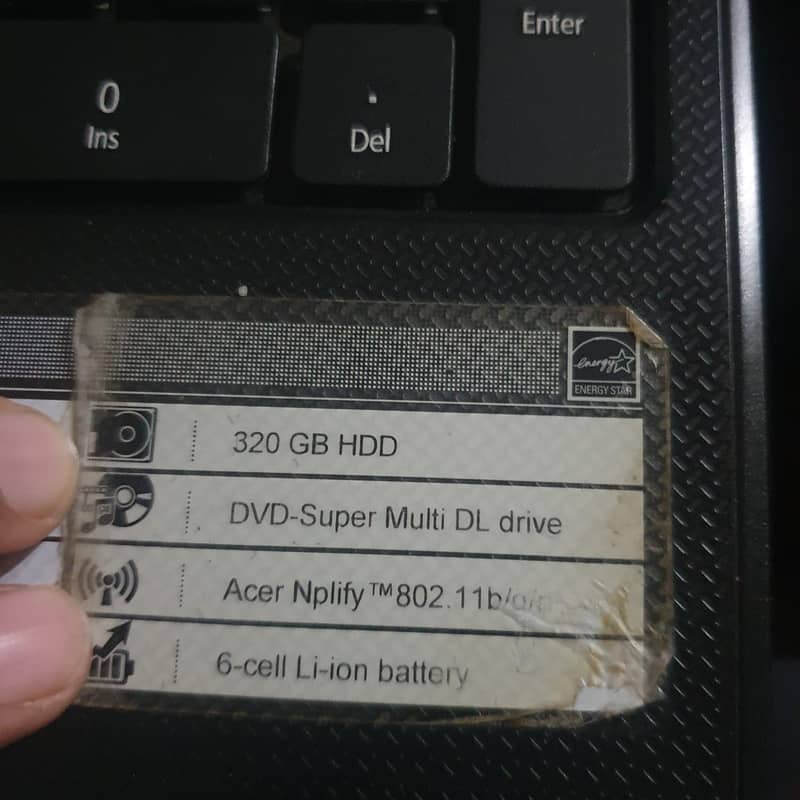 Enter
0
Ins
.
Del
energy
ENERGY STAR
320 GB HDD
DVD-Super Multi DL drive
Acer Nplify™802.11b/g/n
6-cell Li-ion battery